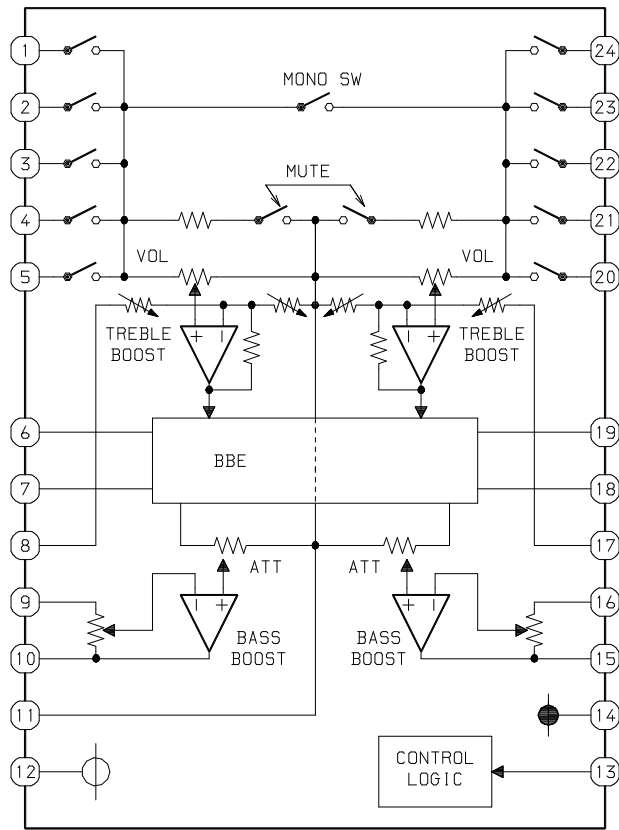 1
24
MONO SW
2
23
3
22
MUTE
4
21
VOL
VOL
5
20
+ −
− +
TREBLE
BOOST
TREBLE
BOOST
6
19
BBE
7
18
8
17
ATT
ATT
9
16
− +
+ −
BASS
BOOST
BASS
BOOST
10
15
11
14
CONTROL
LOGIC
12
13